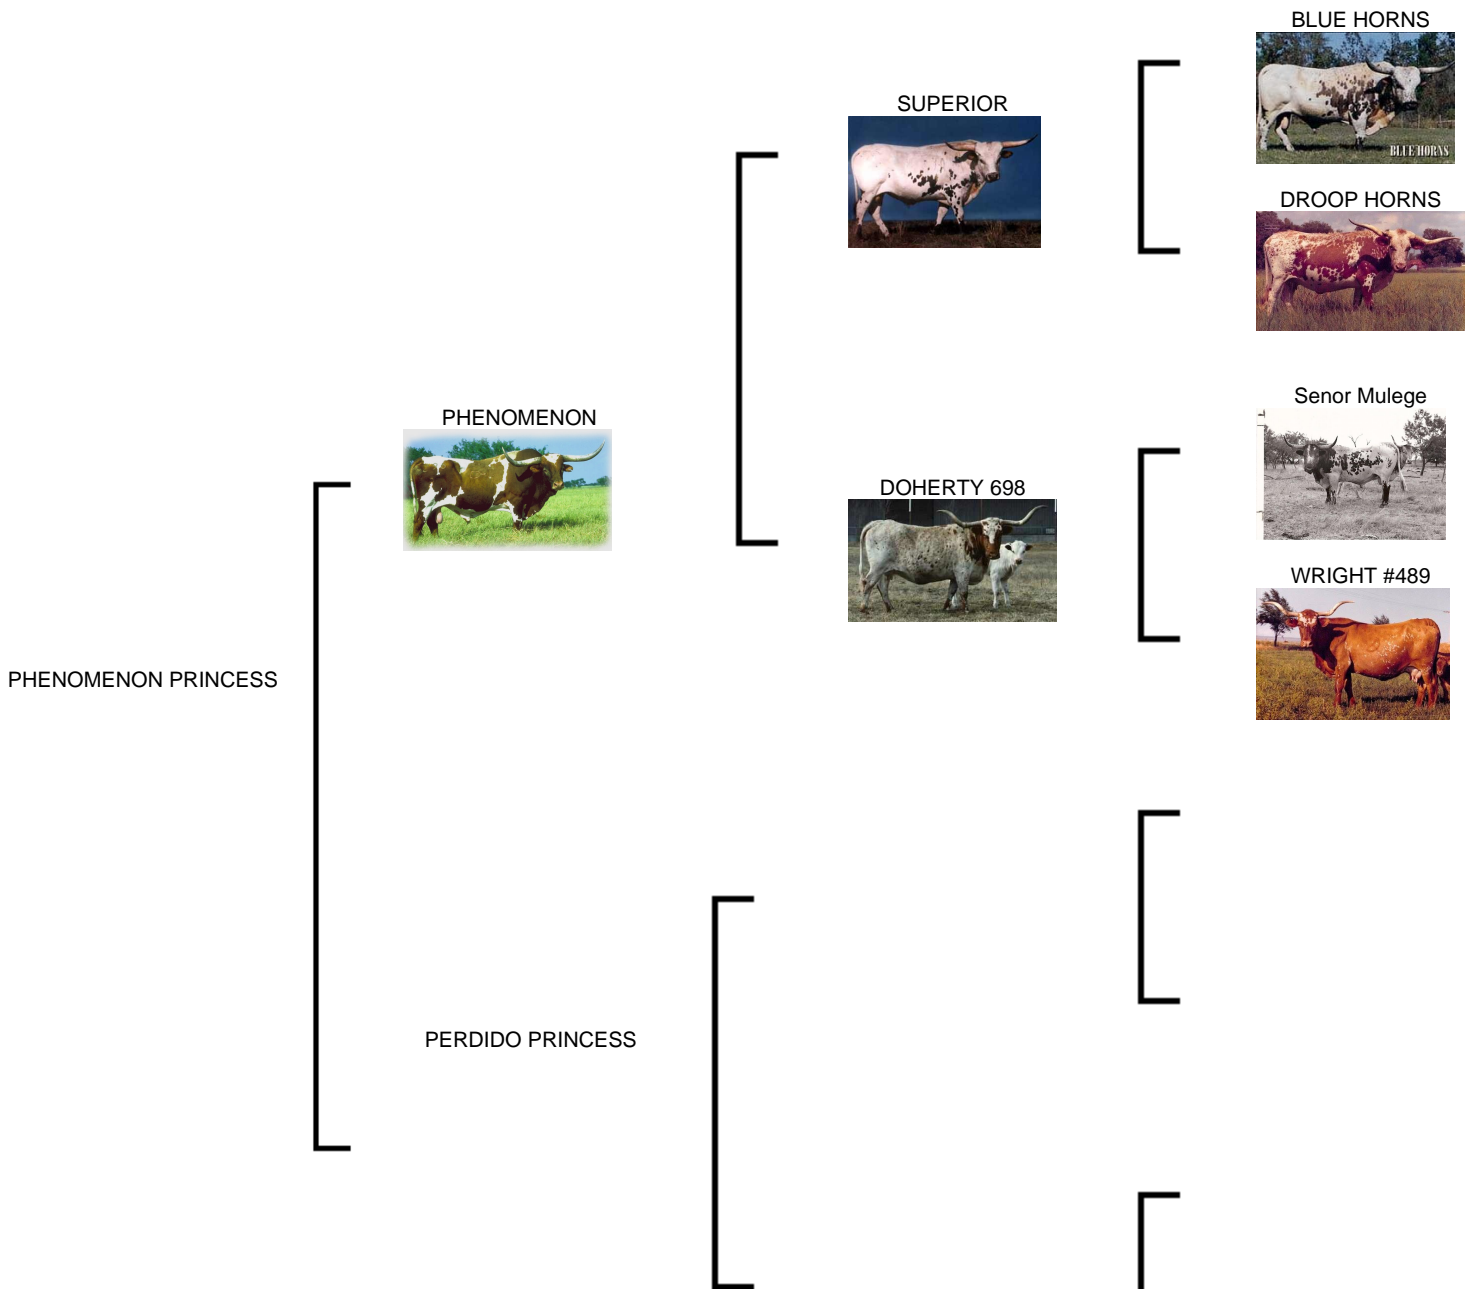 BLUE HORNS
BLUE HORNS
SUPERIOR
DROOP HORNS
Senor Mulege
PHENOMENON
DOHERTY 698
WRIGHT #489
PHENOMENON PRINCESS
PERDIDO PRINCESS